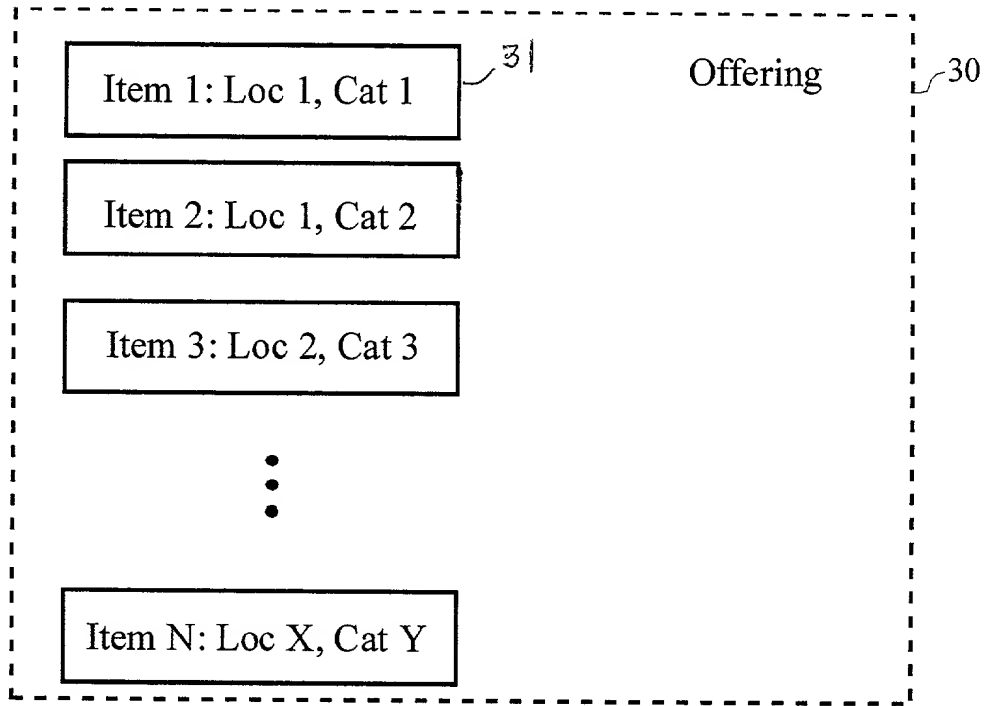 Item 1: Loc 1, Cat 1
31
Offering
30
Item 2: Loc 1, Cat 2
Item 3: Loc 2, Cat 3
Item N: Loc X, Cat Y